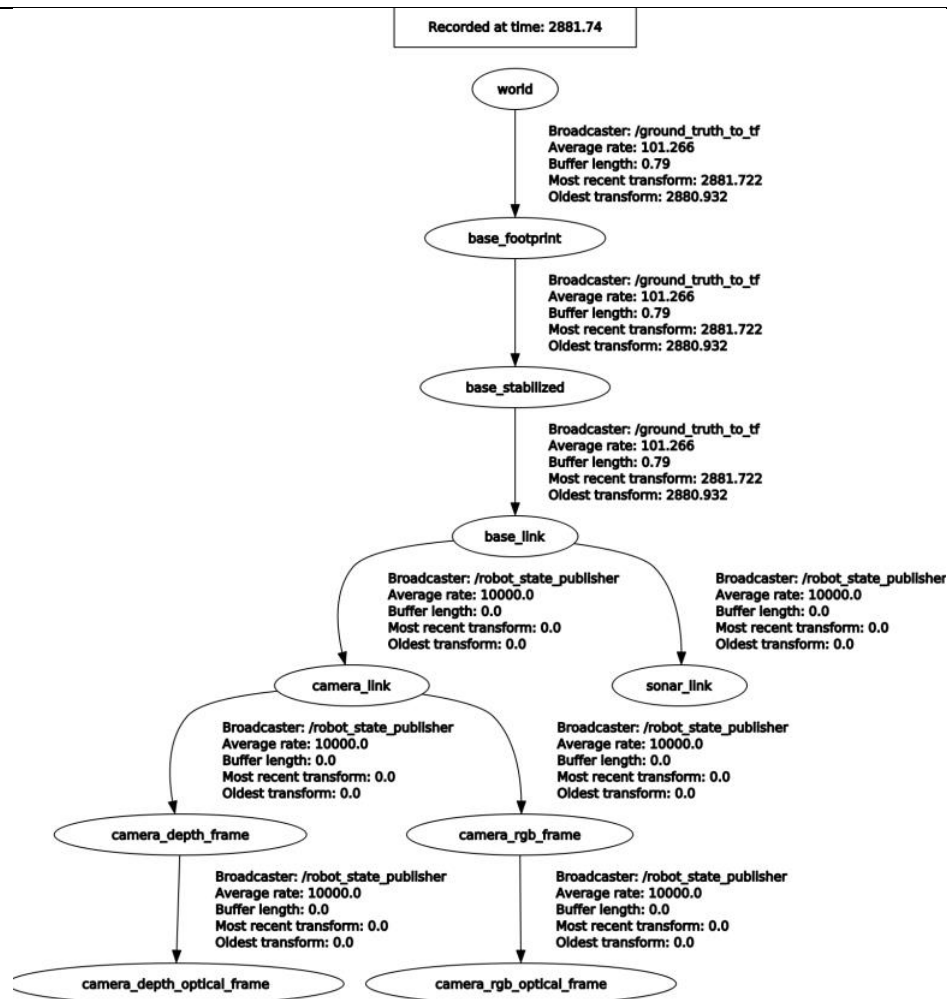 Recorded at time: 2881.74
world
Broadcaster: /ground_truth_to_tf
Average rate: 101.266
Buffer length: 0.79
Most recent transform: 2881.722
Oldest transform: 2880.932
base_footprint
Broadcaster: /ground_truth_to_tf
Average rate: 101.266
Buffer length: 0.79
Most recent transform: 2881.722
Oldest transform: 2880.932
base_stabilized
Broadcaster: /ground_truth_to_tf
Average rate: 101.266
Buffer length: 0.79
Most recent transform: 2881.722
Oldest transform: 2880.932
base_link
Broadcaster: /robot_state_publisher
Average rate: 10000.0
Buffer length: 0.0
Most recent transform: 0.0
Oldest transform: 0.0
Broadcaster: /robot_state_publisher
Average rate: 10000.0
Buffer length: 0.0
Most recent transform: 0.0
Oldest transform: 0.0
camera_link
sonar_link
Broadcaster: /robot_state_publisher
Average rate: 10000.0
Buffer length: 0.0
Most recent transform: 0.0
Oldest transform: 0.0
Broadcaster: /robot_state_publisher
Average rate: 10000.0
Buffer length: 0.0
Most recent transform: 0.0
Oldest transform: 0.0
camera_depth_frame
camera_rgb_frame
Broadcaster: /robot_state_publisher
Average rate: 10000.0
Buffer length: 0.0
Most recent transform: 0.0
Oldest transform: 0.0
Broadcaster: /robot_state_publisher
Average rate: 10000.0
Buffer length: 0.0
Most recent transform: 0.0
Oldest transform: 0.0
camera_depth_optical_frame
camera_rgb_optical_frame